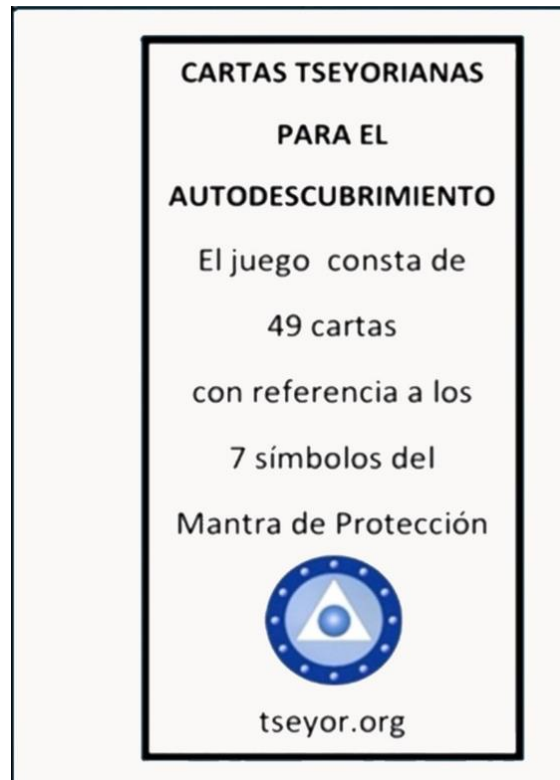 CARTAS TSEYORIANAS
PARA EL
AUTODESCUBRIMIENTO
El juego consta de
49 cartas
con referencia a los
7 símbolos del
Mantra de Protección
tseyor.org